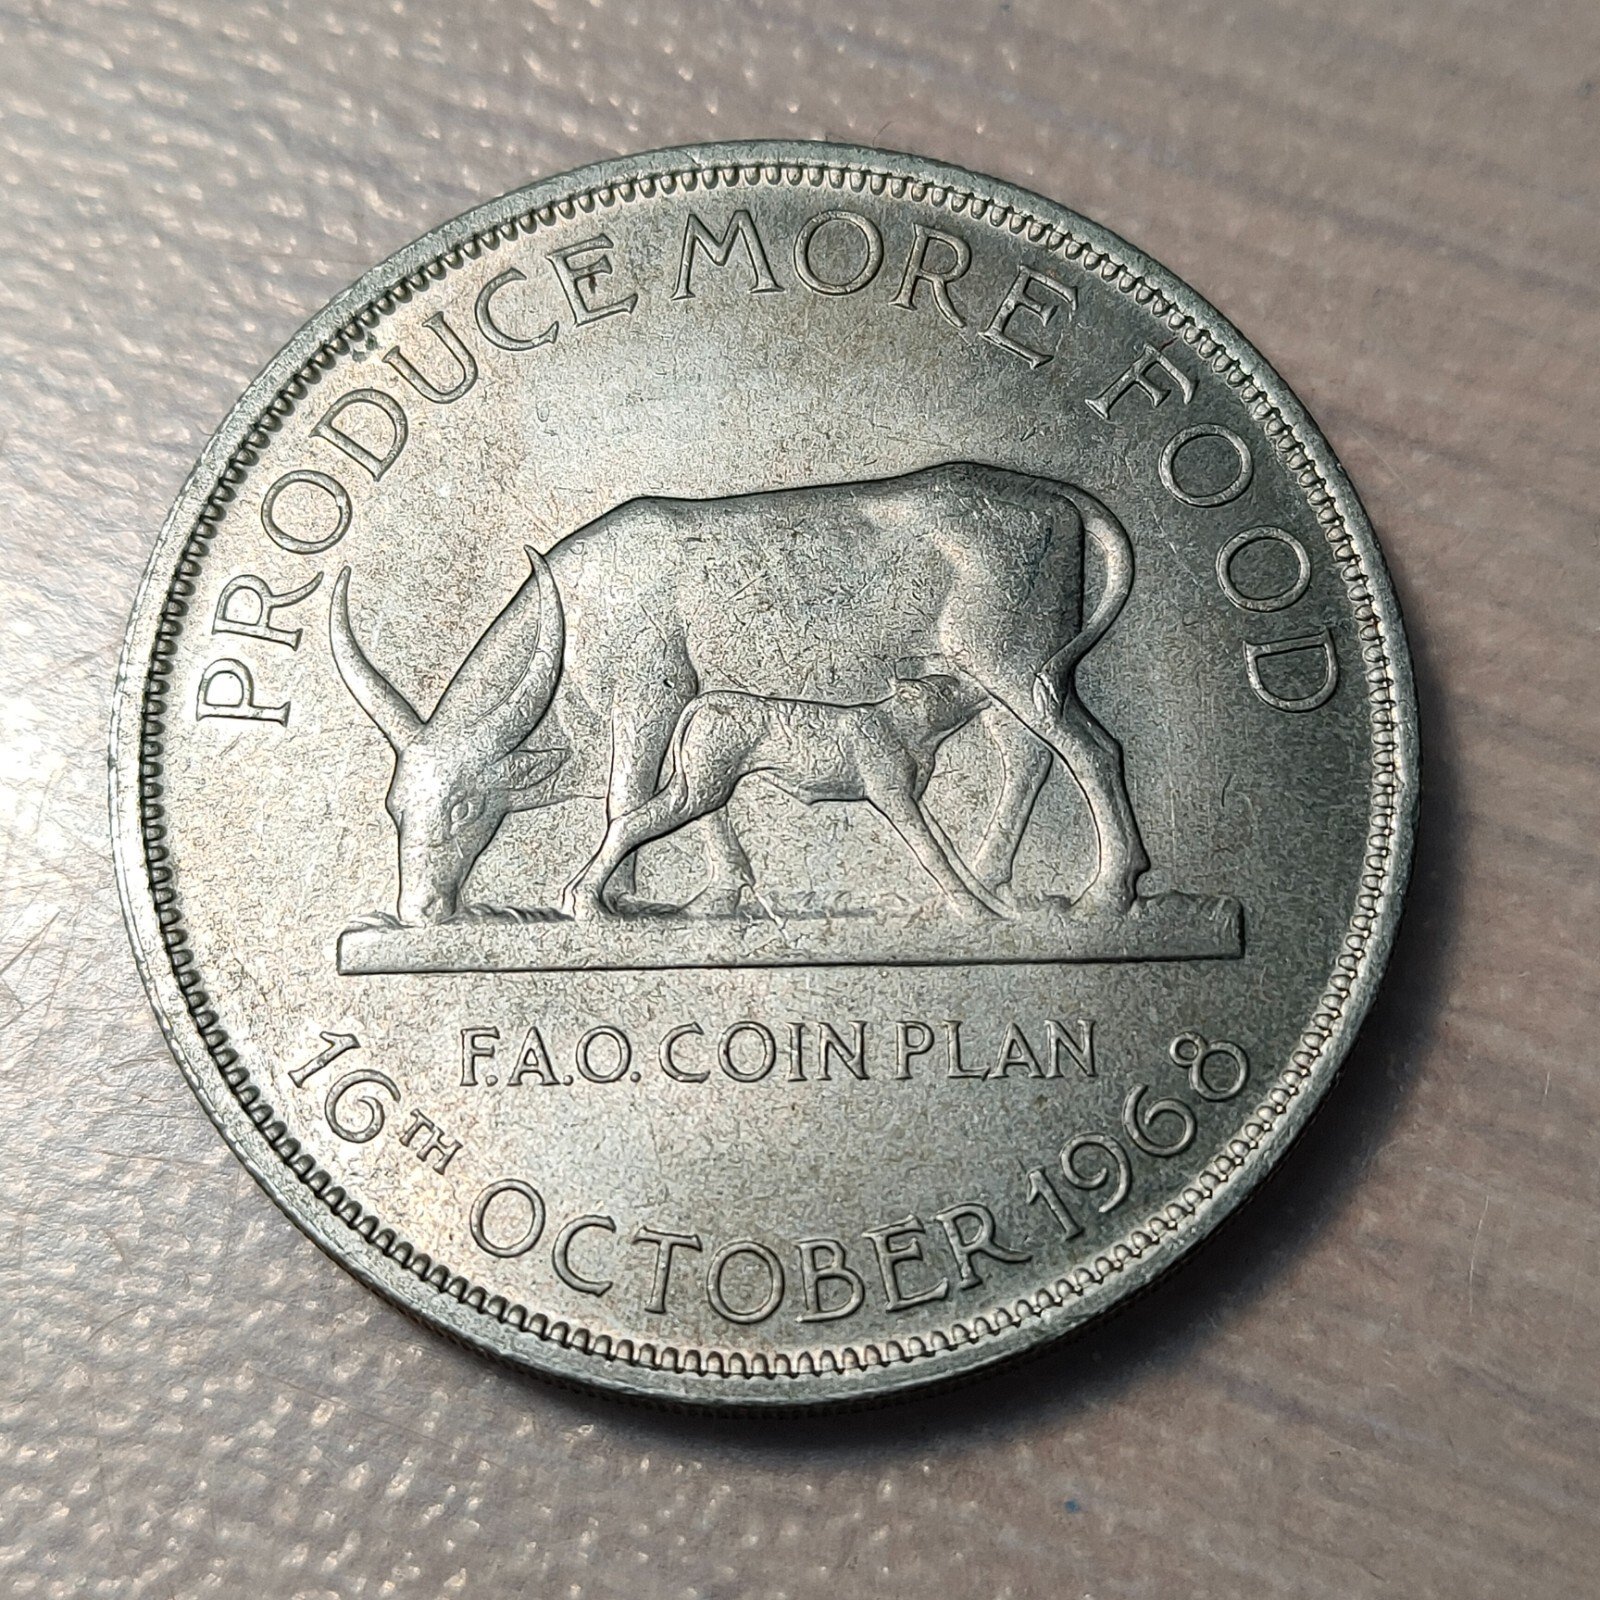 PRODUCE MORE FOOD
F.A.O. COIN PLAN
16TH OCTOBER 1968